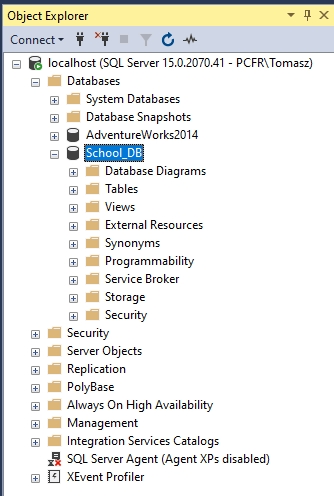 Object Explorer
Connect
localhost (SQL Server 15.0.2070.41 - PCFR\Tomasz)
Databases
System Databases
Database Snapshots
AdventureWorks2014
School_DB
Database Diagrams
Tables
Views
External Resources
Synonyms
Programmability
Service Broker
Storage
Security
Security
Server Objects
Replication
PolyBase
Always On High Availability
Management
Integration Services Catalogs
SQL Server Agent (Agent XPs disabled)
XEvent Profiler